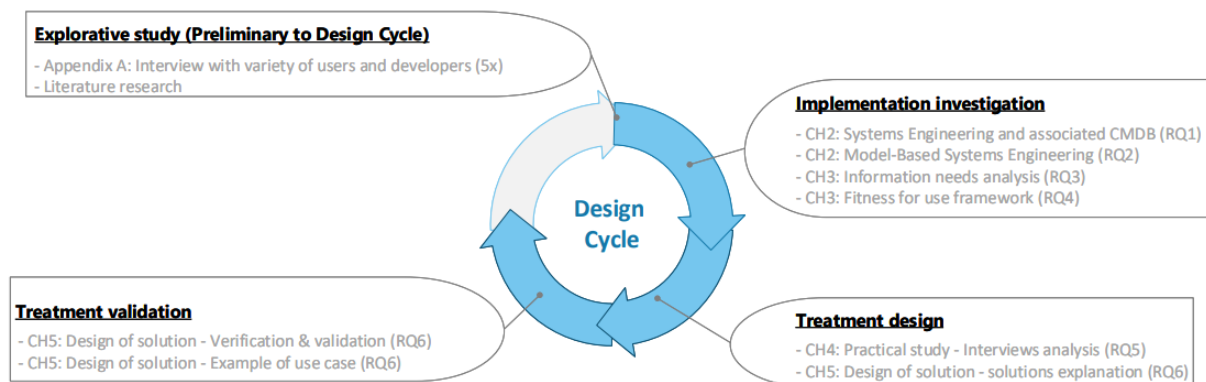 Explorative study (Preliminary to Design Cycle)
- Appendix A: Interview with variety of users and developers (5x)
- Literature research
Implementation investigation
- CH2: Systems Engineering and associated CMDB (RQ1)
- CH2: Model-Based Systems Engineering (RQ2)
- CH3: Information needs analysis (RQ3)
- CH3: Fitness for use framework (RQ4)
Design
Cycle
Treatment validation
- CH5: Design of solution - Verification & validation (RQ6)
- CH5: Design of solution - Example of use case (RQ6)
Treatment design
- CH4: Practical study - Interviews analysis (RQ5)
- CH5: Design of solution - solutions explanation (RQ6)